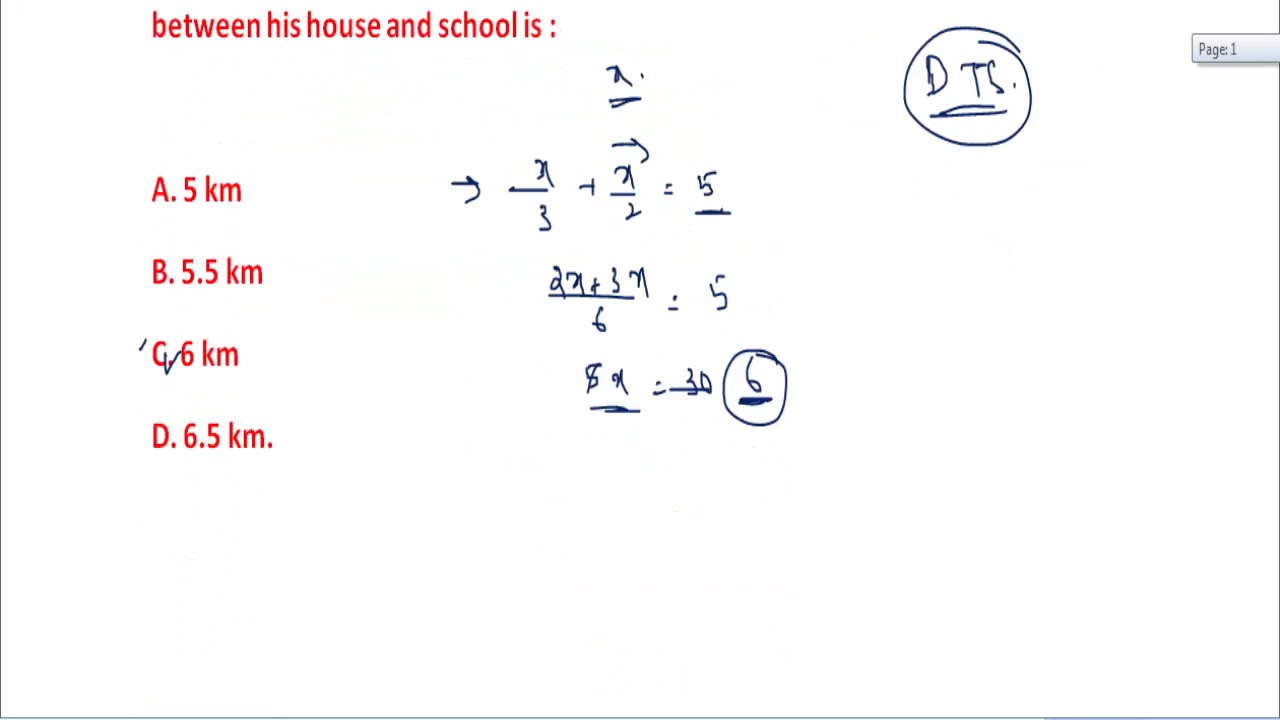 between his house and school is :
Page: 1
D TS.
x.
A. 5 km
→ x/3 + x/2 = 5
B. 5.5 km
2x+3x/6 = 5
C. 6 km
5x = 30 6
D. 6.5 km.